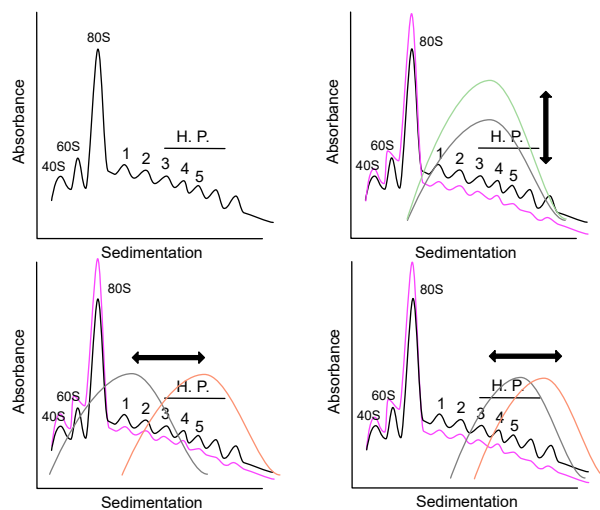 Absorbance
80S
60S
40S
H. P.
1 2 3 4 5
Sedimentation
Absorbance
80S
60S
40S
H. P.
1 2 3 4 5
Sedimentation
Absorbance
80S
60S
40S
H. P.
1 2 3 4 5
Sedimentation
Absorbance
80S
60S
40S
H. P.
1 2 3 4 5
Sedimentation